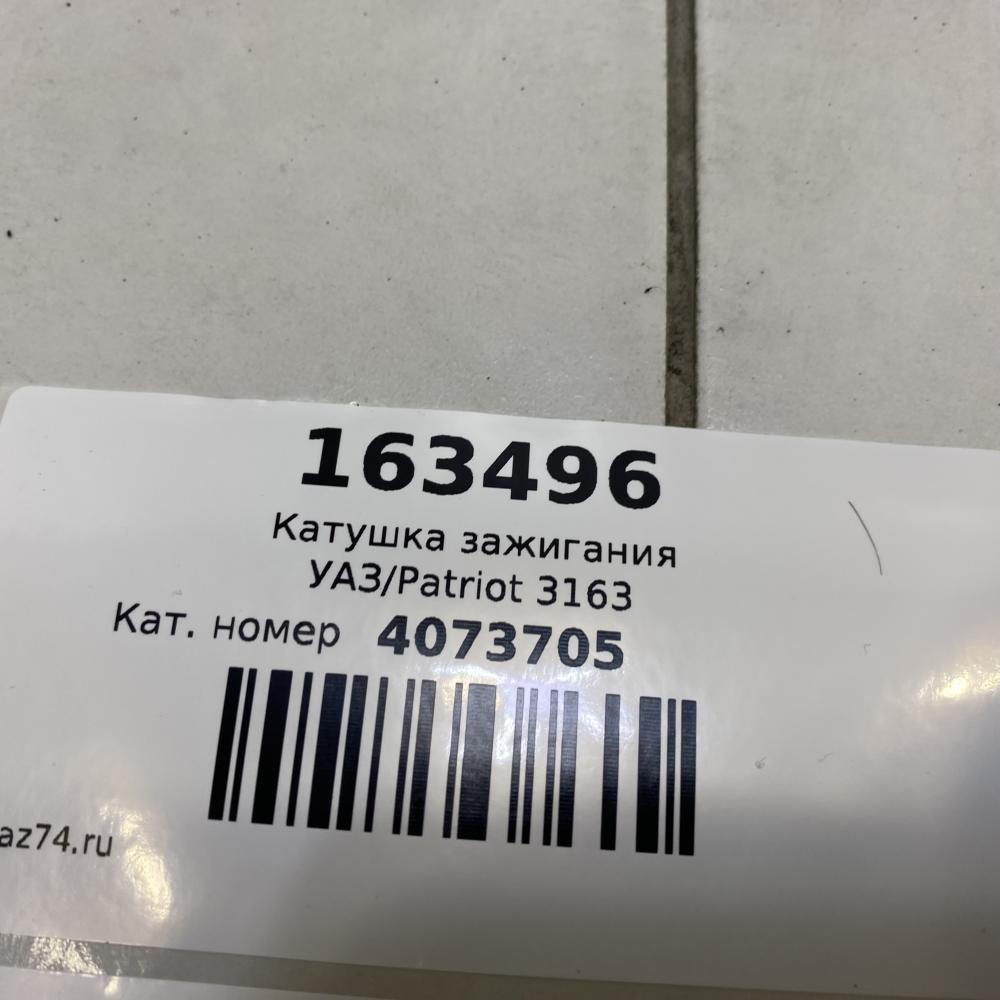 163496
Катушка зажигания
УАЗ/Patriot 3163
Кат. номер 4073705
az74.ru